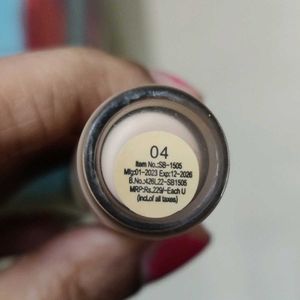 04
Item No.:SB-1505
Mfg:01-2023 Exp:12-2026
B.No.:426L22-SB1505
MRP:Rs.229/-Each U
(incl.of all taxes)